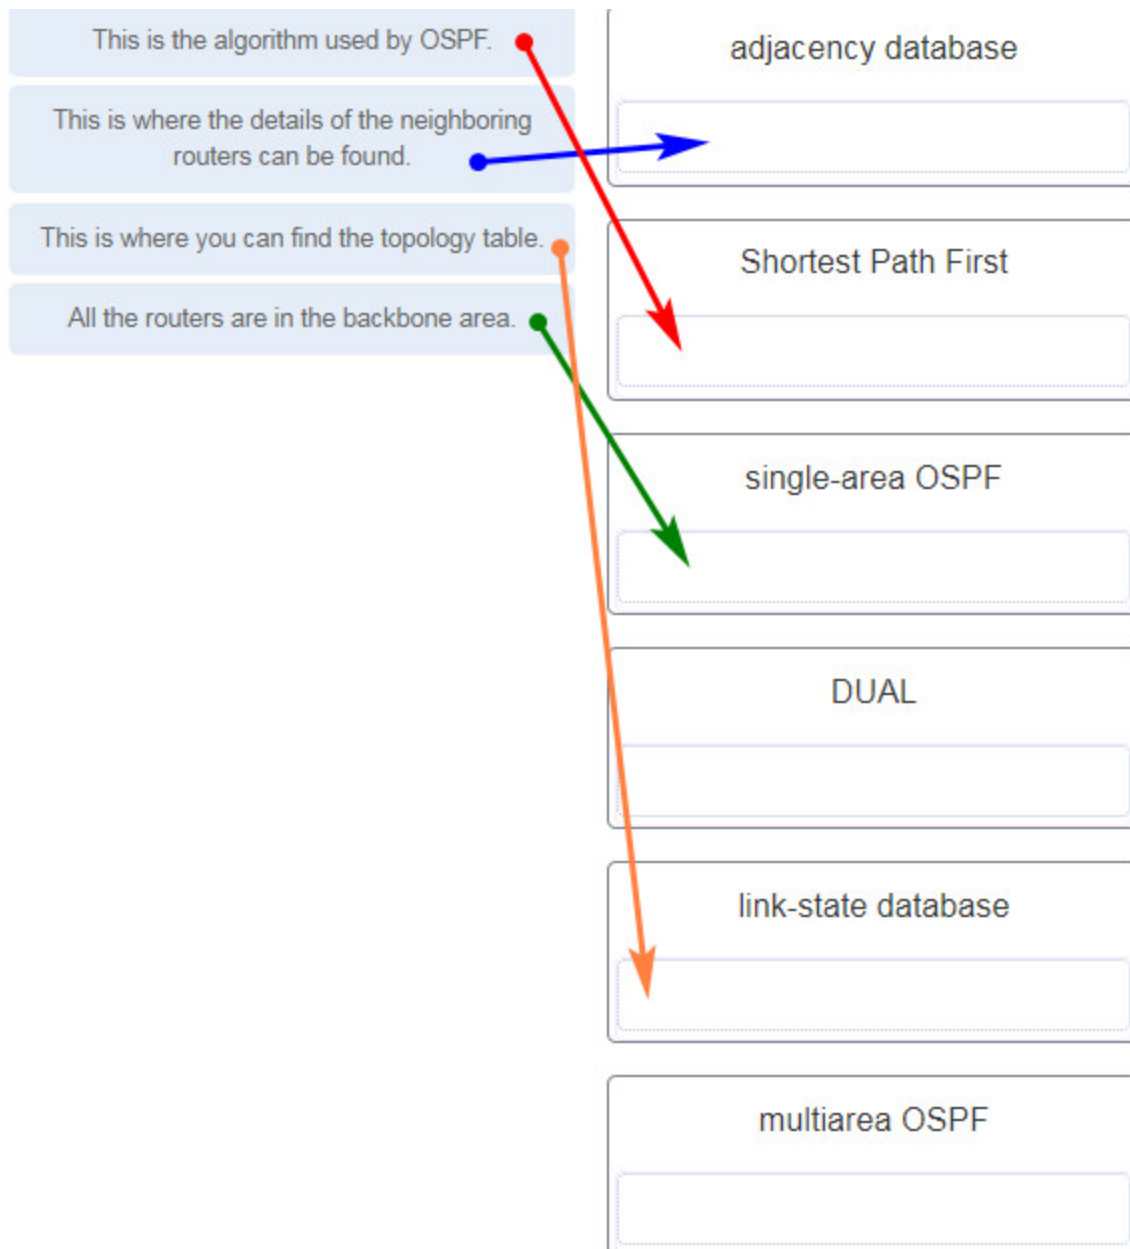 This is the algorithm used by OSPF.
This is where the details of the neighboring
routers can be found.
This is where you can find the topology table.
All the routers are in the backbone area.
adjacency database
Shortest Path First
single-area OSPF
DUAL
link-state database
multiarea OSPF